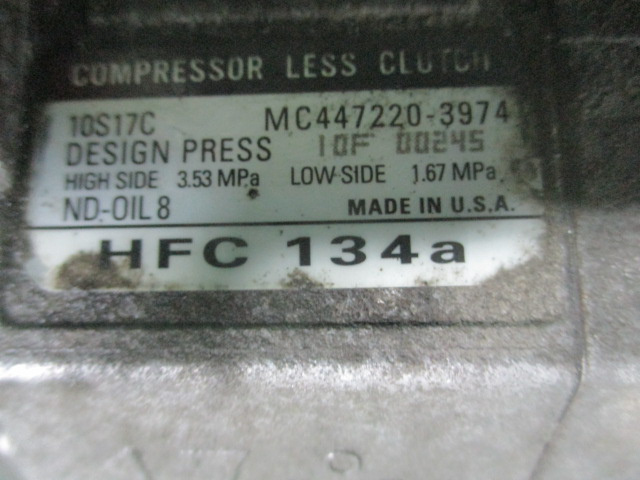 COMPRESSOR LESS CLUTCH
10S17C MC447220-3974
DESIGN PRESS 10F 00245
HIGH SIDE 3.53 MPa LOW SIDE 1.67 MPa
ND-OIL 8 MADE IN U.S.A.
HFC 134a